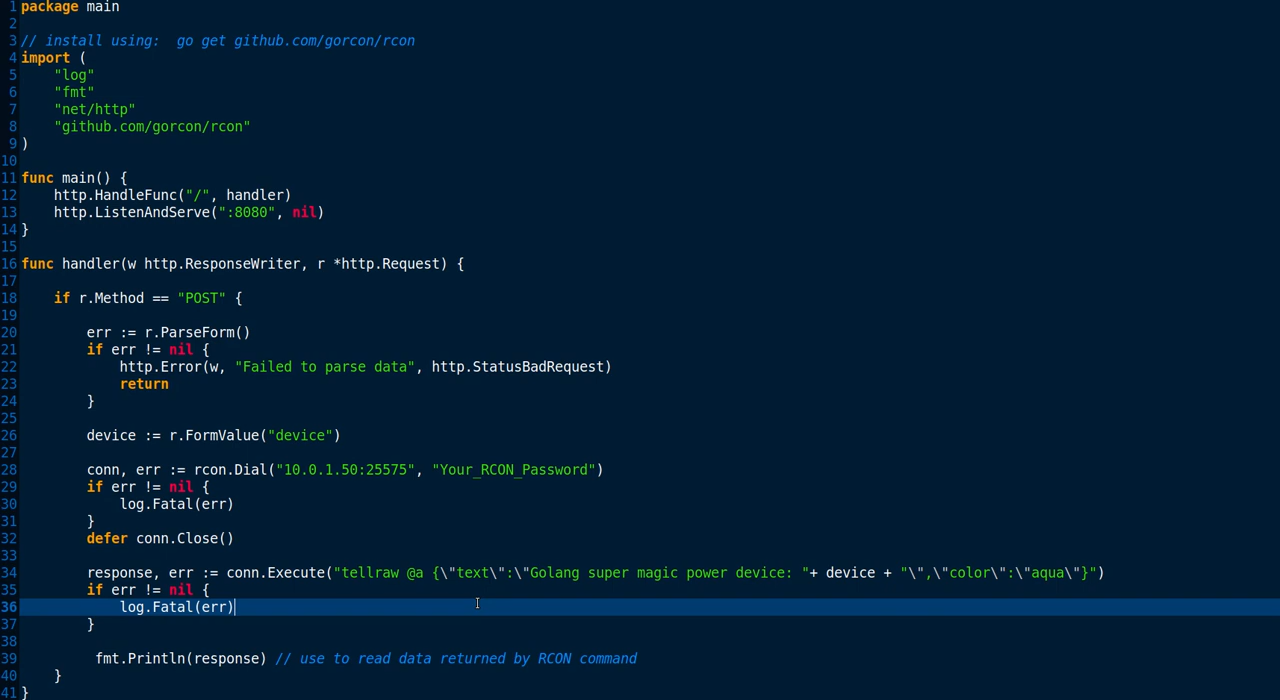 1 package main
2
3 // install using:  go get github.com/gorcon/rcon
4 import (
5     "log"
6     "fmt"
7     "net/http"
8     "github.com/gorcon/rcon"
9 )
10
11 func main() {
12     http.HandleFunc("/", handler)
13     http.ListenAndServe(":8080", nil)
14 }
15
16 func handler(w http.ResponseWriter, r *http.Request) {
17
18     if r.Method == "POST" {
19
20         err := r.ParseForm()
21         if err != nil {
22             http.Error(w, "Failed to parse data", http.StatusBadRequest)
23             return
24         }
25
26         device := r.FormValue("device")
27
28         conn, err := rcon.Dial("10.0.1.50:25575", "Your_RCON_Password")
29         if err != nil {
30             log.Fatal(err)
31         }
32         defer conn.Close()
33
34         response, err := conn.Execute("tellraw @a {\"text\":\"Golang super magic power device: "+ device + "\",\"color\":\"aqua\"}")
35         if err != nil {
36             log.Fatal(err)
37         }
38
39          fmt.Println(response) // use to read data returned by RCON command
40     }
41 }